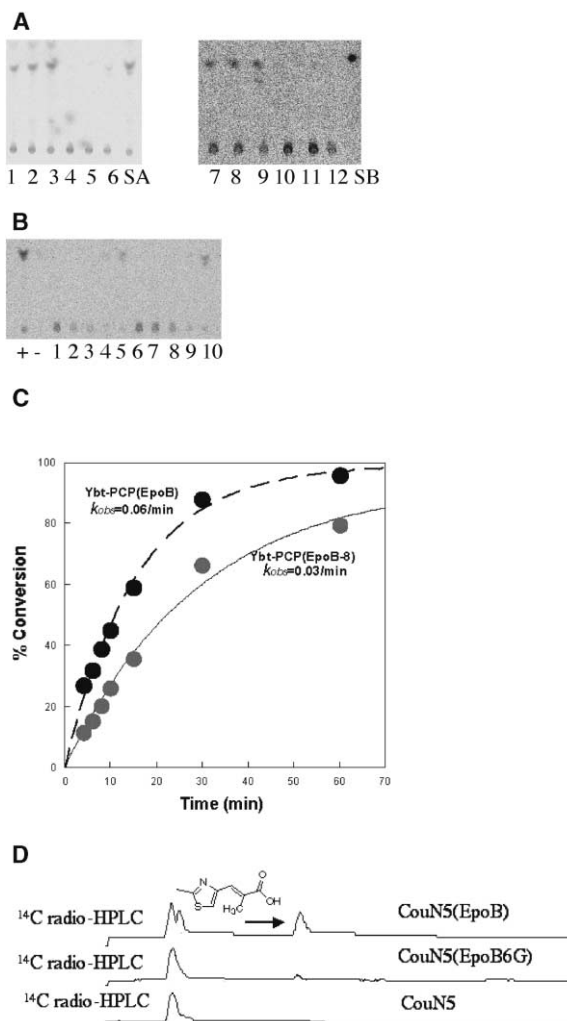 A
1 2 3 4 5 6 SA
7 8 9 10 11 12 SB
B
+ - 1 2 3 4 5 6 7 8 9 10
C
100
80
60
40
20
0
% Conversion
Ybt-PCP(EpoB)
kobs=0.06/min
Ybt-PCP(EpoB-8)
kobs=0.03/min
0 10 20 30 40 50 60 70
Time (min)
D
N
S
O
OH
H3C
14C radio-HPLC
CouN5(EpoB)
14C radio-HPLC
CouN5(EpoB6G)
14C radio-HPLC
CouN5